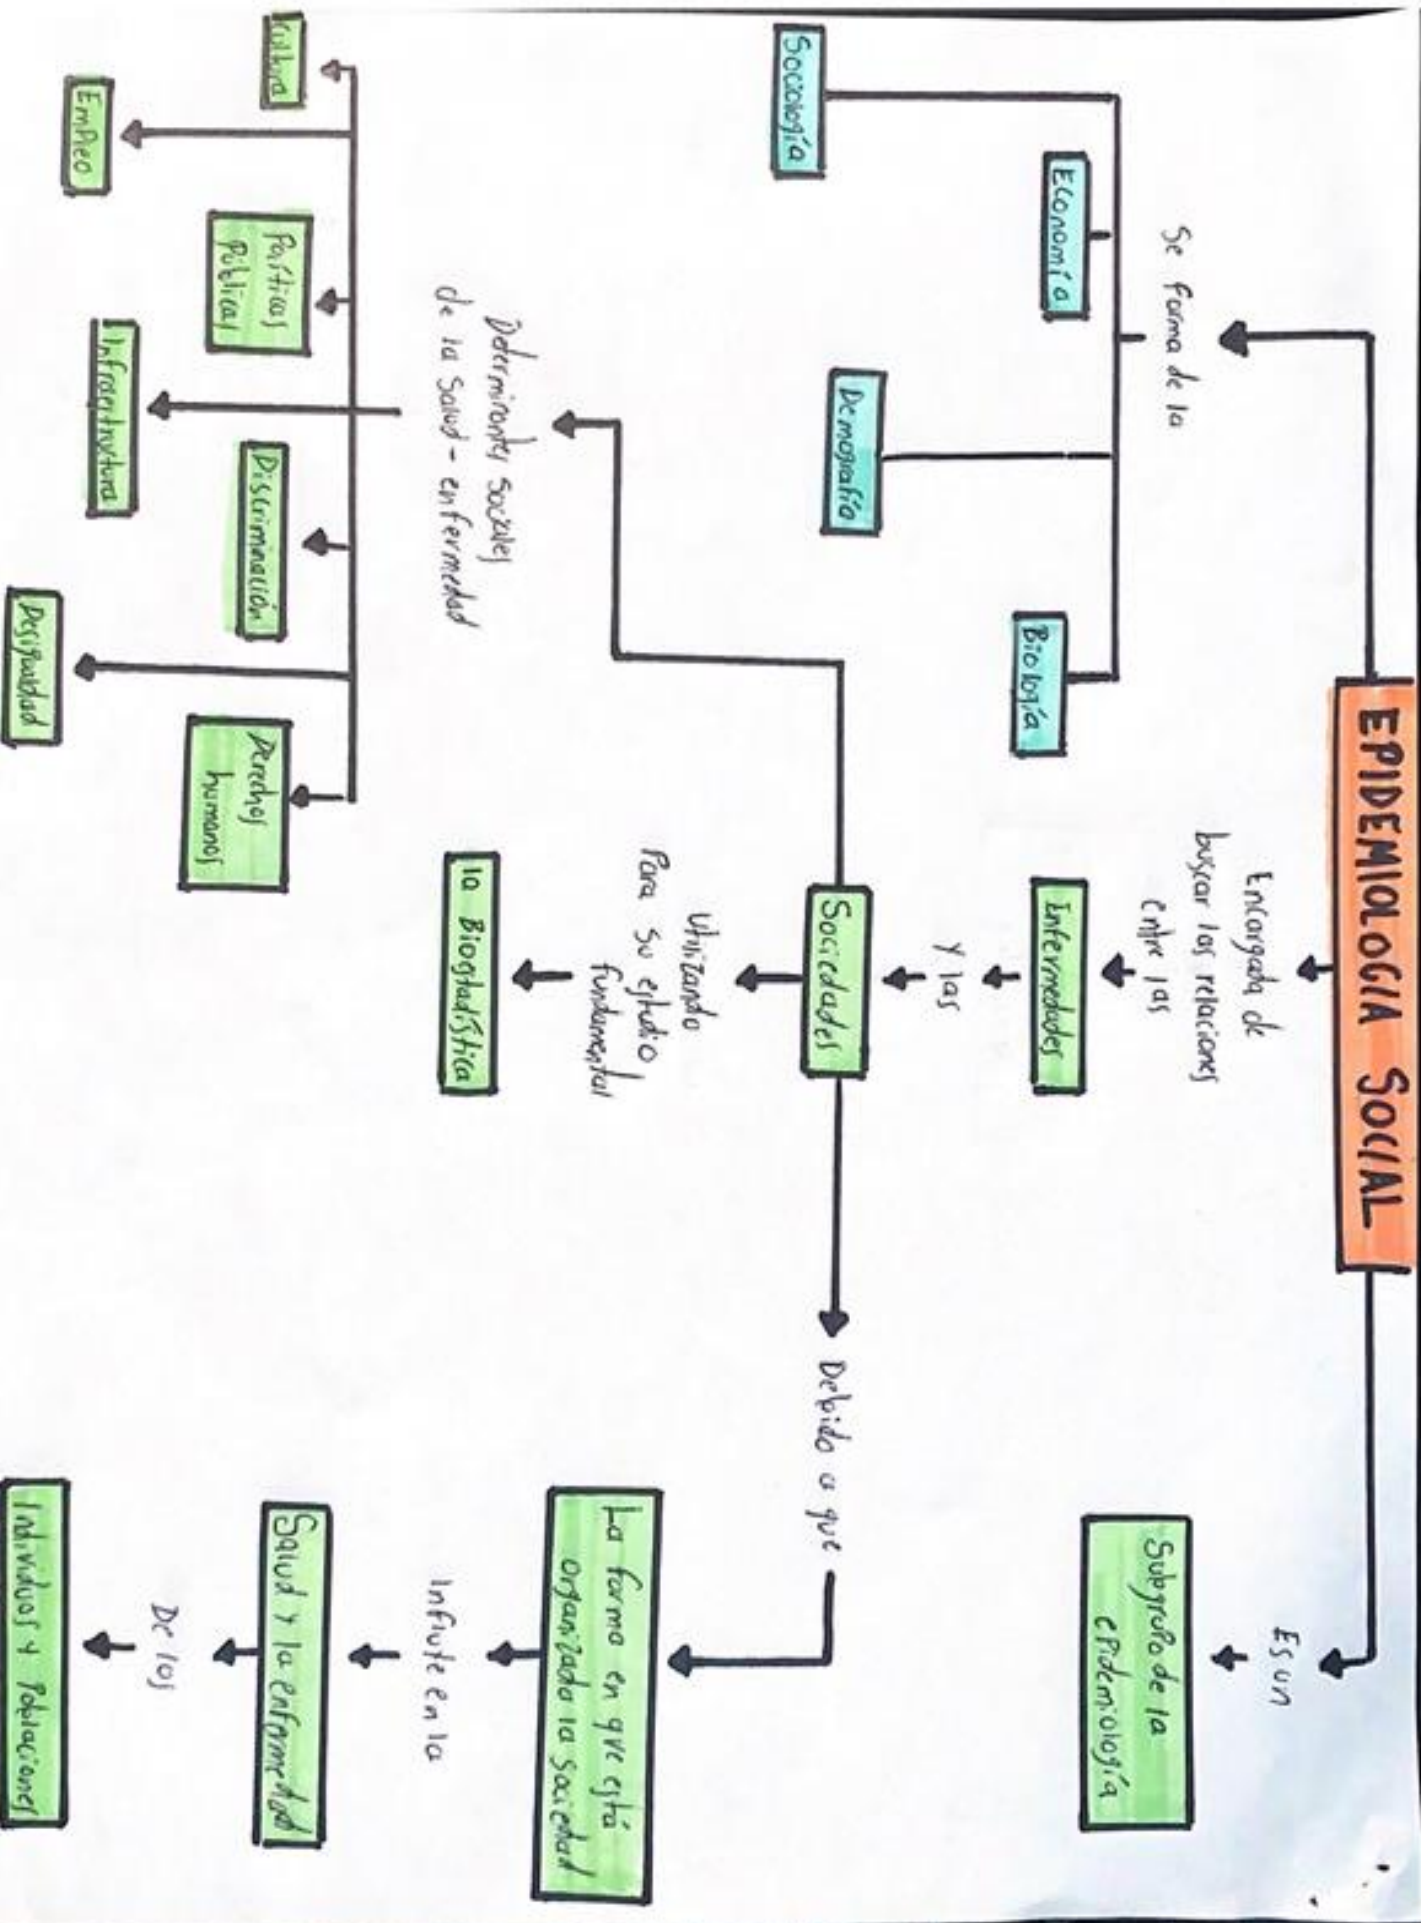 EPIDEMIOLOGIA SOCIAL
Se forma de la
Sociología
Economía
Demografía
Biología
Encargada de
buscar las relaciones
entre las
Enfermedades
Y las
Sociedades
Utilizando
Para su estudio
fundamental
la Bioestadística
Determinantes sociales
de la Salud - enfermedad
Cultura
Empleo
Políticas
Públicas
Infraestructura
Discriminación
Desigualdad
Derechos
humanos
Debido a que
La forma en que está
organizado la sociedad
Influye en la
Salud y la enfermedad
De los
Individuos y Poblaciones
Es un
Subgrupo de la
epidemiología